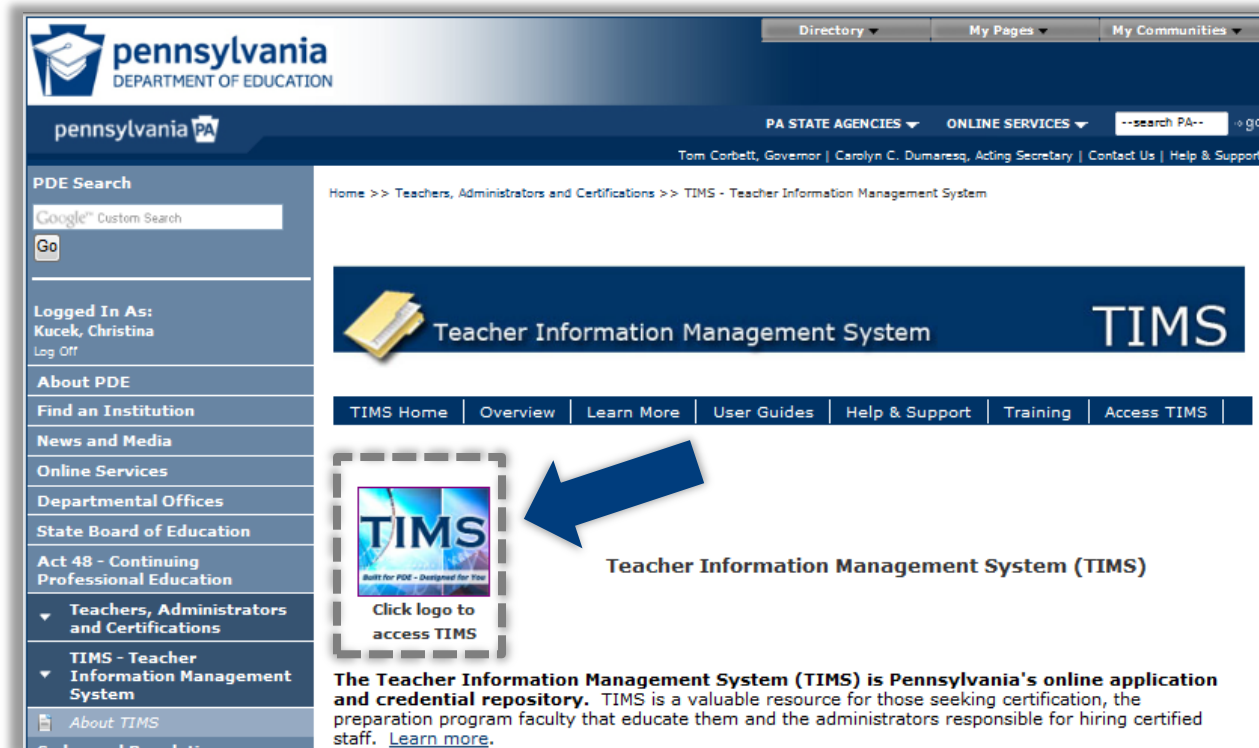 pennsylvania
DEPARTMENT OF EDUCATION
Directory
My Pages
My Communities
pennsylvania PA
PA STATE AGENCIES
ONLINE SERVICES
--search PA--
go
Tom Corbett, Governor | Carolyn C. Dumaresq, Acting Secretary | Contact Us | Help & Support
PDE Search
Google™ Custom Search
Go
Logged In As:
Kucek, Christina
Log Off
About PDE
Find an Institution
News and Media
Online Services
Departmental Offices
State Board of Education
Act 48 - Continuing
Professional Education
Teachers, Administrators
and Certifications
TIMS - Teacher
Information Management
System
About TIMS
Home >> Teachers, Administrators and Certifications >> TIMS - Teacher Information Management System
Teacher Information Management System
TIMS
TIMS Home | Overview | Learn More | User Guides | Help & Support | Training | Access TIMS |
TIMS
Built for PDE - Designed for You
Click logo to
access TIMS
Teacher Information Management System (TIMS)
The Teacher Information Management System (TIMS) is Pennsylvania's online application
and credential repository. TIMS is a valuable resource for those seeking certification, the
preparation program faculty that educate them and the administrators responsible for hiring certified
staff. Learn more.